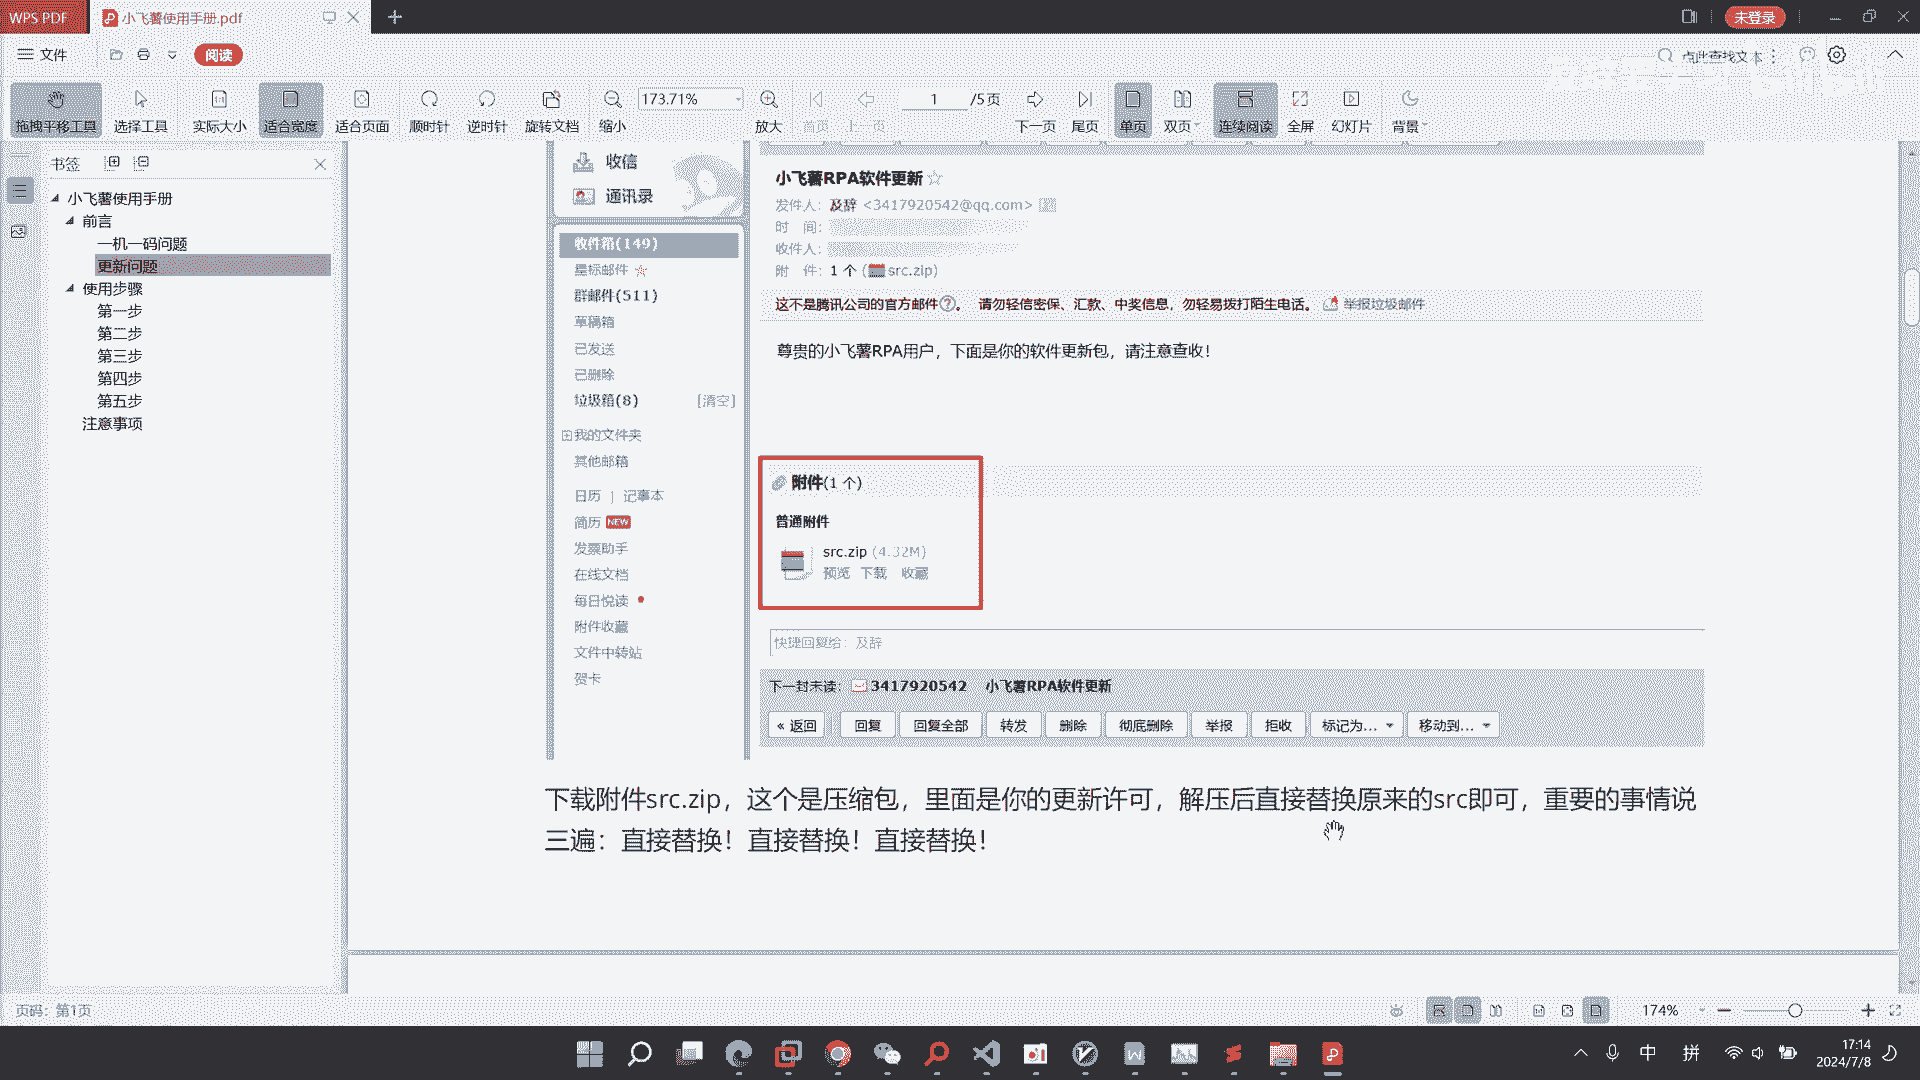 WPS PDF
小飞薯使用手册.pdf
未登录
文件
阅读
点此查找文本
拖拽平移工具
选择工具
实际大小
适合宽度
适合页面
顺时针
逆时针
旋转文档
缩小
173.71%
放大
首页
上一页
1
/5页
下一页
尾页
单页
双页
连续阅读
全屏
幻灯片
背景
书签
小飞薯使用手册
前言
一机一码问题
更新问题
使用步骤
第一步
第二步
第三步
第四步
第五步
注意事项
收信
通讯录
收件箱(149)
星标邮件
群邮件(511)
草稿箱
已发送
已删除
垃圾箱(8) [清空]
我的文件夹
其他邮箱
日历 | 记事本
简历 NEW
发票助手
在线文档
每日悦读
附件收藏
文件中转站
贺卡
小飞薯RPA软件更新
发件人：及辞 <3417920542@qq.com>
时 间：
收件人：
附 件：1 个 (src.zip)
这不是腾讯公司的官方邮件。 请勿轻信密保、汇款、中奖信息，勿轻易拨打陌生电话。 举报垃圾邮件
尊贵的小飞薯RPA用户，下面是你的软件更新包，请注意查收！
附件(1 个)
普通附件
src.zip (4.32M)
预览 下载 收藏
快捷回复给：及辞
下一封未读：3417920542 小飞薯RPA软件更新
« 返回 回复 回复全部 转发 删除 彻底删除 举报 拒收 标记为... 移动到...
下载附件src.zip，这个是压缩包，里面是你的更新许可，解压后直接替换原来的src即可，重要的事情说
三遍：直接替换！直接替换！直接替换！
页码：第1页
174%
中
拼
17:14
2024/7/8